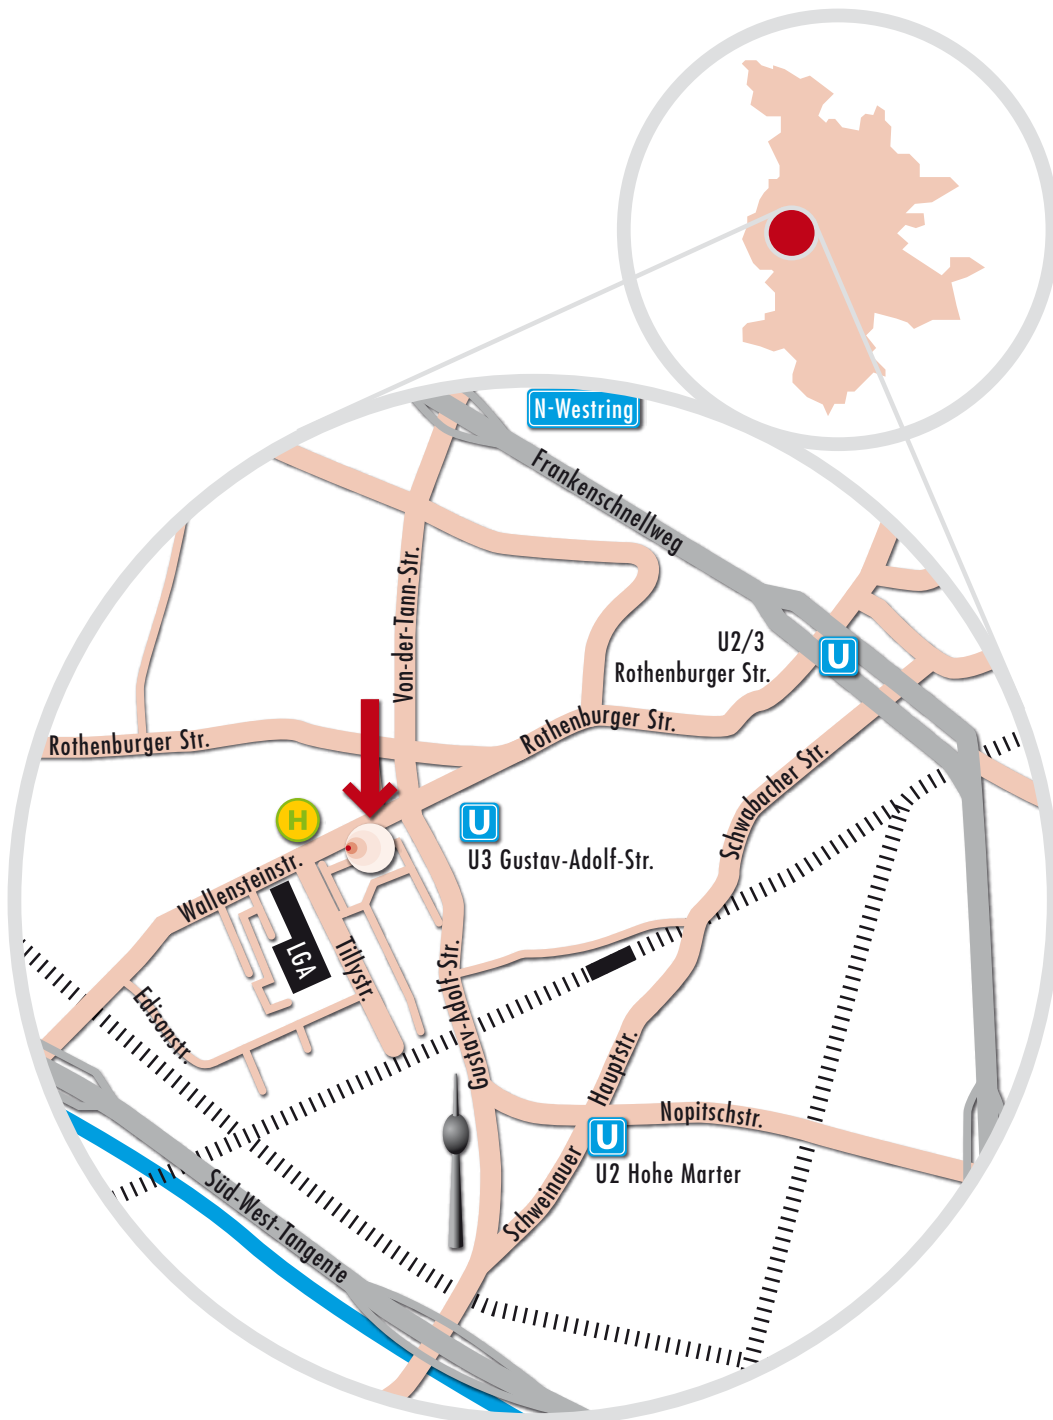 N-Westring
Frankenschnellweg
Von-der-Tann-Str.
U2/3
Rothenburger Str.
U
Rothenburger Str.
Rothenburger Str.
Schwabacher Str.
H
U
U3 Gustav-Adolf-Str.
Wallensteinstr.
LGA
Tillystr.
Gustav-Adolf-Str.
Edisonstr.
Hauptstr.
Nopitschstr.
U
U2 Hohe Marter
Schweinauer
Süd-West-Tangente